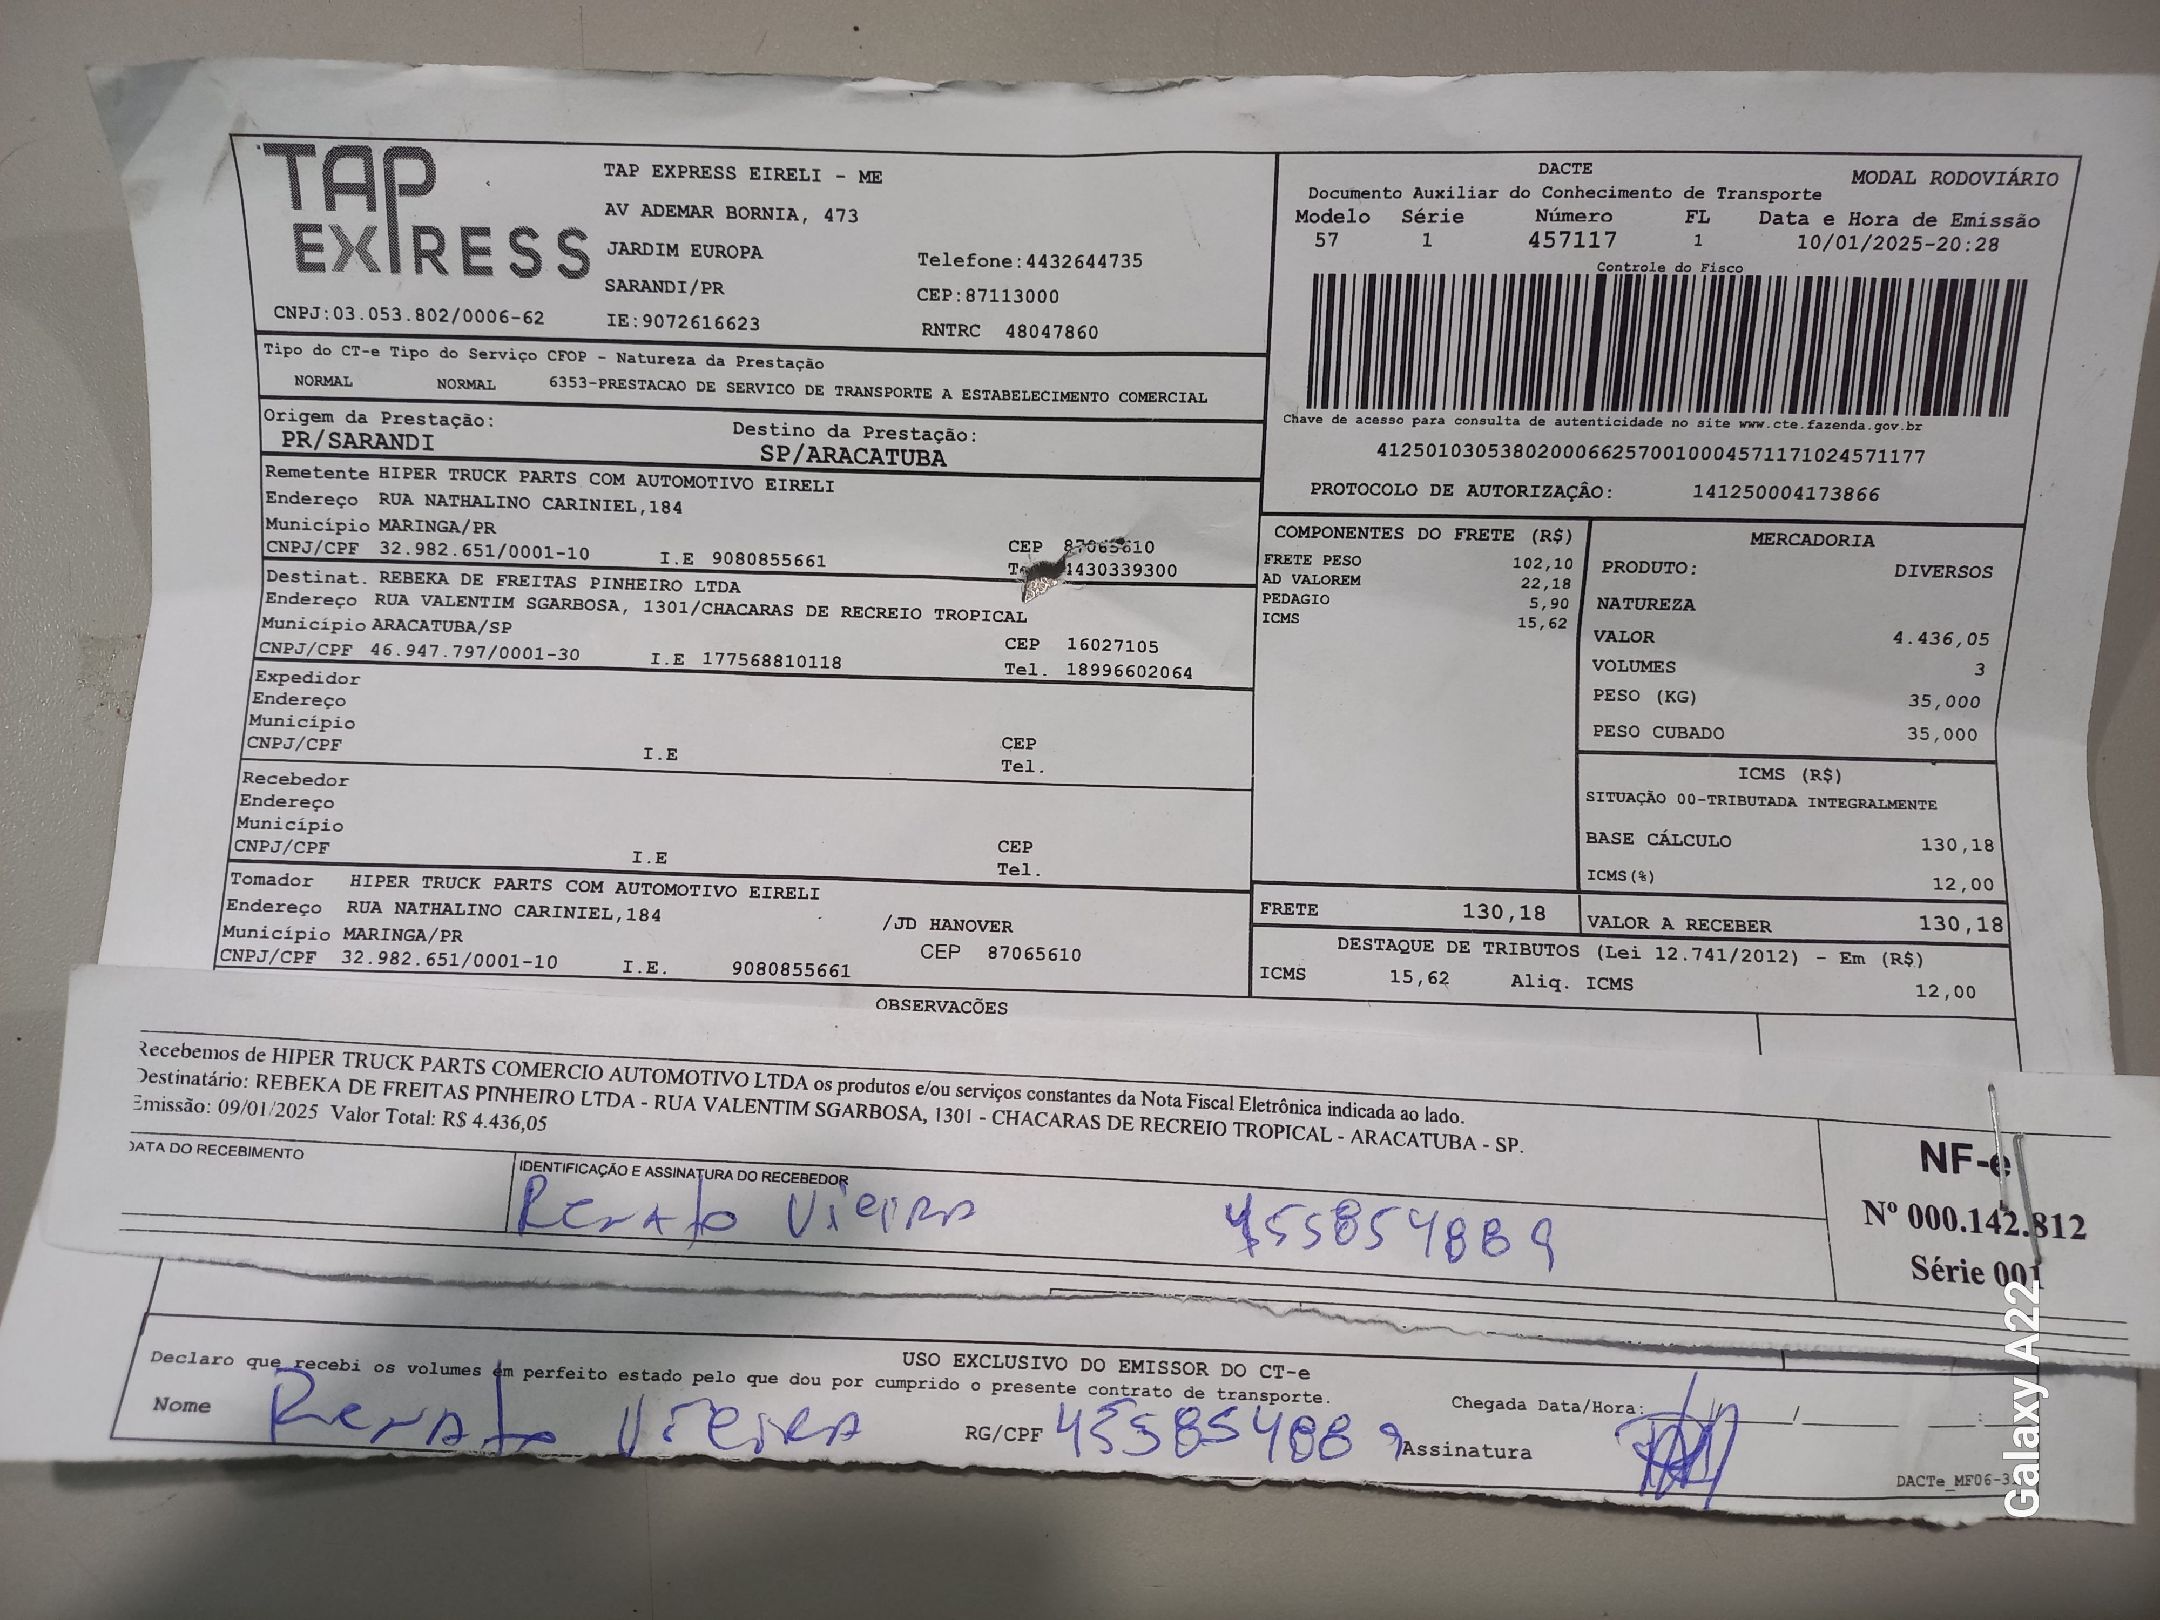 TAP EXPRESS
TAP EXPRESS EIRELI - ME
AV ADEMAR BORNIA, 473
JARDIM EUROPA
Telefone:4432644735
SARANDI/PR
CEP:87113000
CNPJ:03.053.802/0006-62
IE:9072616623
RNTRC 48047860
DACTE
MODAL RODOVIÁRIO
Documento Auxiliar do Conhecimento de Transporte
Modelo Série Número FL Data e Hora de Emissão
57 1 457117 1 10/01/2025-20:28
Controle do Fisco
Chave de acesso para consulta de autenticidade no site www.cte.fazenda.gov.br
41250103053802000662570010004571171024571177
PROTOCOLO DE AUTORIZAÇÃO: 141250004173866
Tipo do CT-e Tipo do Serviço CFOP - Natureza da Prestação
NORMAL NORMAL 6353-PRESTACAO DE SERVICO DE TRANSPORTE A ESTABELECIMENTO COMERCIAL
Origem da Prestação: Destino da Prestação:
PR/SARANDI SP/ARACATUBA
Remetente HIPER TRUCK PARTS COM AUTOMOTIVO EIRELI
Endereço RUA NATHALINO CARINIEL,184
Município MARINGA/PR
CEP 87065610
CNPJ/CPF 32.982.651/0001-10 I.E 9080855661
1430339300
Destinat. REBEKA DE FREITAS PINHEIRO LTDA
Endereço RUA VALENTIM SGARBOSA, 1301/CHACARAS DE RECREIO TROPICAL
Município ARACATUBA/SP CEP 16027105
CNPJ/CPF 46.947.797/0001-30 I.E 177568810118 Tel. 18996602064
Expedidor
Endereço
Município
CNPJ/CPF I.E CEP
Tel.
Recebedor
Endereço
Município
CNPJ/CPF I.E CEP
Tel.
Tomador HIPER TRUCK PARTS COM AUTOMOTIVO EIRELI
Endereço RUA NATHALINO CARINIEL,184 /JD HANOVER
Município MARINGA/PR CEP 87065610
CNPJ/CPF 32.982.651/0001-10 I.E. 9080855661
COMPONENTES DO FRETE (R$)
FRETE PESO 102,10
AD VALOREM 22,18
PEDAGIO 5,90
ICMS 15,62
MERCADORIA
PRODUTO: DIVERSOS
NATUREZA
VALOR 4.436,05
VOLUMES 3
PESO (KG) 35,000
PESO CUBADO 35,000
ICMS (R$)
SITUAÇÃO 00-TRIBUTADA INTEGRALMENTE
BASE CÁLCULO 130,18
ICMS(%) 12,00
FRETE 130,18 VALOR A RECEBER 130,18
DESTAQUE DE TRIBUTOS (Lei 12.741/2012) - Em (R$)
ICMS 15,62 Aliq. ICMS 12,00
OBSERVACÕES
Recebemos de HIPER TRUCK PARTS COMERCIO AUTOMOTIVO LTDA os produtos e/ou serviços constantes da Nota Fiscal Eletrônica indicada ao lado.
Destinatário: REBEKA DE FREITAS PINHEIRO LTDA - RUA VALENTIM SGARBOSA, 1301 - CHACARAS DE RECREIO TROPICAL - ARACATUBA - SP.
Emissão: 09/01/2025 Valor Total: R$ 4.436,05
DATA DO RECEBIMENTO
IDENTIFICAÇÃO E ASSINATURA DO RECEBEDOR
Renato Vieira 455854889
NF-e
Nº 000.142.812
Série 001
USO EXCLUSIVO DO EMISSOR DO CT-e
Declaro que recebi os volumes em perfeito estado pelo que dou por cumprido o presente contrato de transporte.
Chegada Data/Hora:
Nome Renato Vieira RG/CPF 455854889 Assinatura
DACTe_MF06-3
Galaxy A22